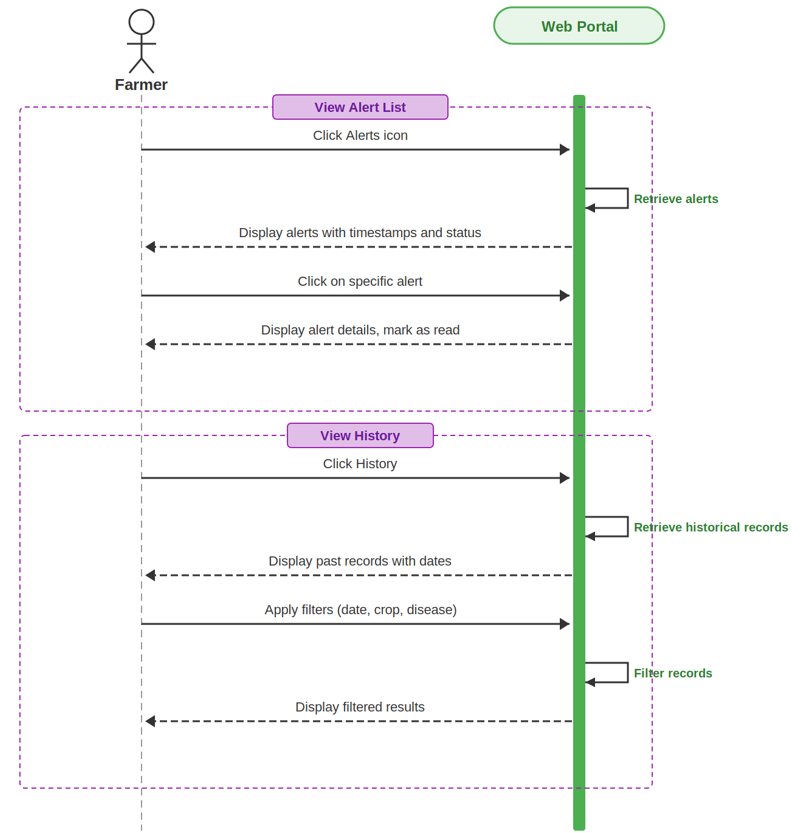 Web Portal
Farmer
View Alert List
Click Alerts icon
Retrieve alerts
Display alerts with timestamps and status
Click on specific alert
Display alert details, mark as read
View History
Click History
Retrieve historical records
Display past records with dates
Apply filters (date, crop, disease)
Filter records
Display filtered results